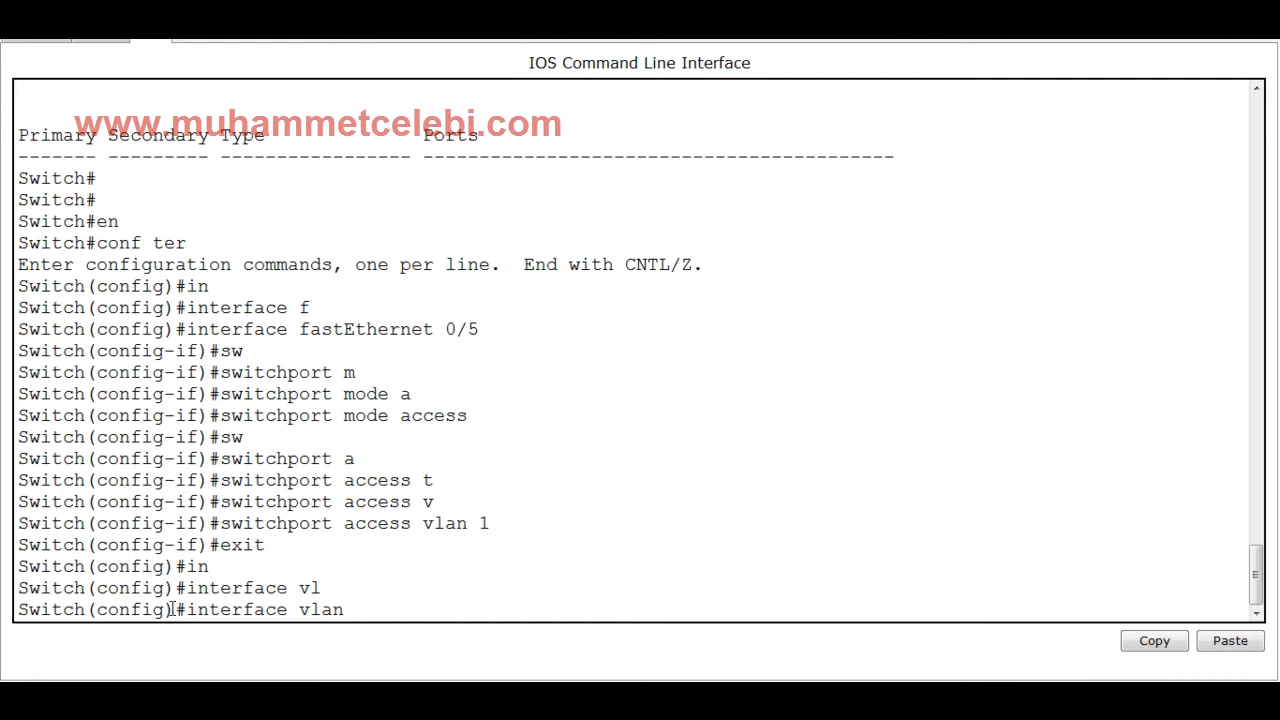 IOS Command Line Interface
www.muhammetcelebi.com
Primary Secondary Type Ports
------- --------- ----------------- ------------------------------------------
Switch#
Switch#
Switch#en
Switch#conf ter
Enter configuration commands, one per line. End with CNTL/Z.
Switch(config)#in
Switch(config)#interface f
Switch(config)#interface fastEthernet 0/5
Switch(config-if)#sw
Switch(config-if)#switchport m
Switch(config-if)#switchport mode a
Switch(config-if)#switchport mode access
Switch(config-if)#sw
Switch(config-if)#switchport a
Switch(config-if)#switchport access t
Switch(config-if)#switchport access v
Switch(config-if)#switchport access vlan 1
Switch(config-if)#exit
Switch(config)#in
Switch(config)#interface vl
Switch(config)#interface vlan
Copy Paste